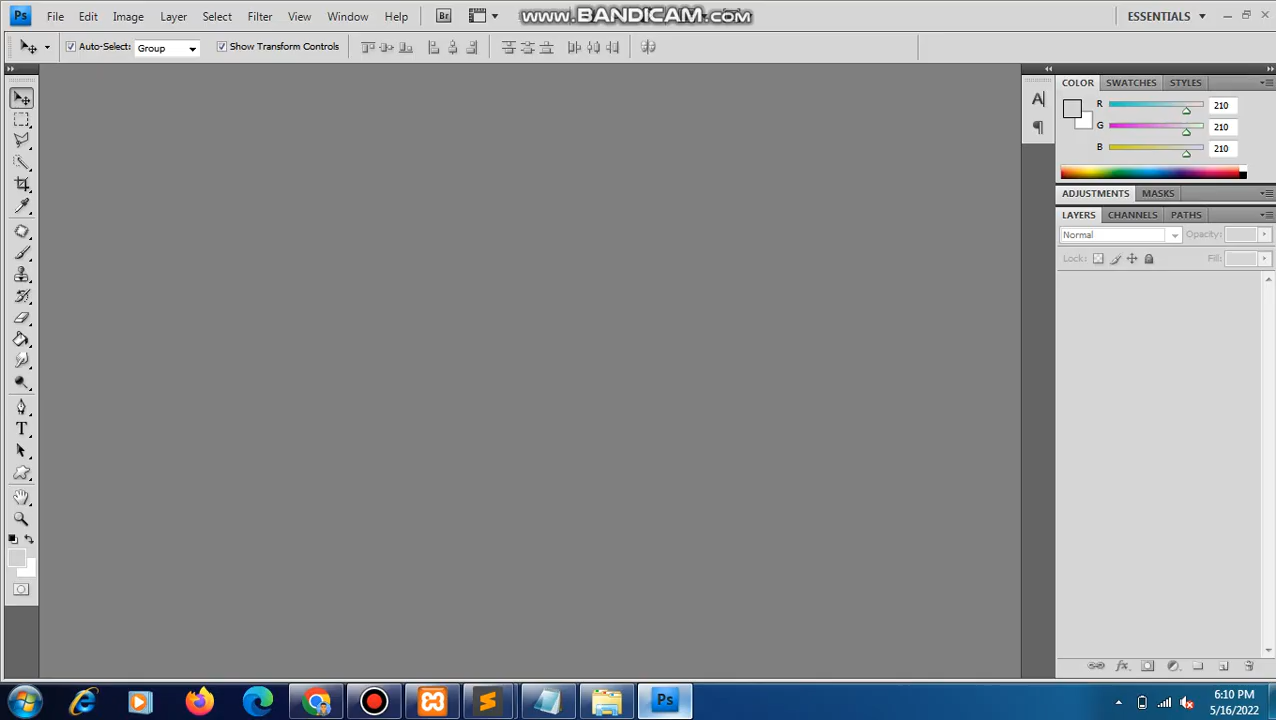 Ps File Edit Image Layer Select Filter View Window Help Br www.BANDICAM.com ESSENTIALS
Auto-Select: Group Show Transform Controls
COLOR SWATCHES STYLES
A
R 210
G 210
B 210
ADJUSTMENTS MASKS
LAYERS CHANNELS PATHS
Normal Opacity:
Lock: Fill:
T
Ps
6:10 PM
5/16/2022